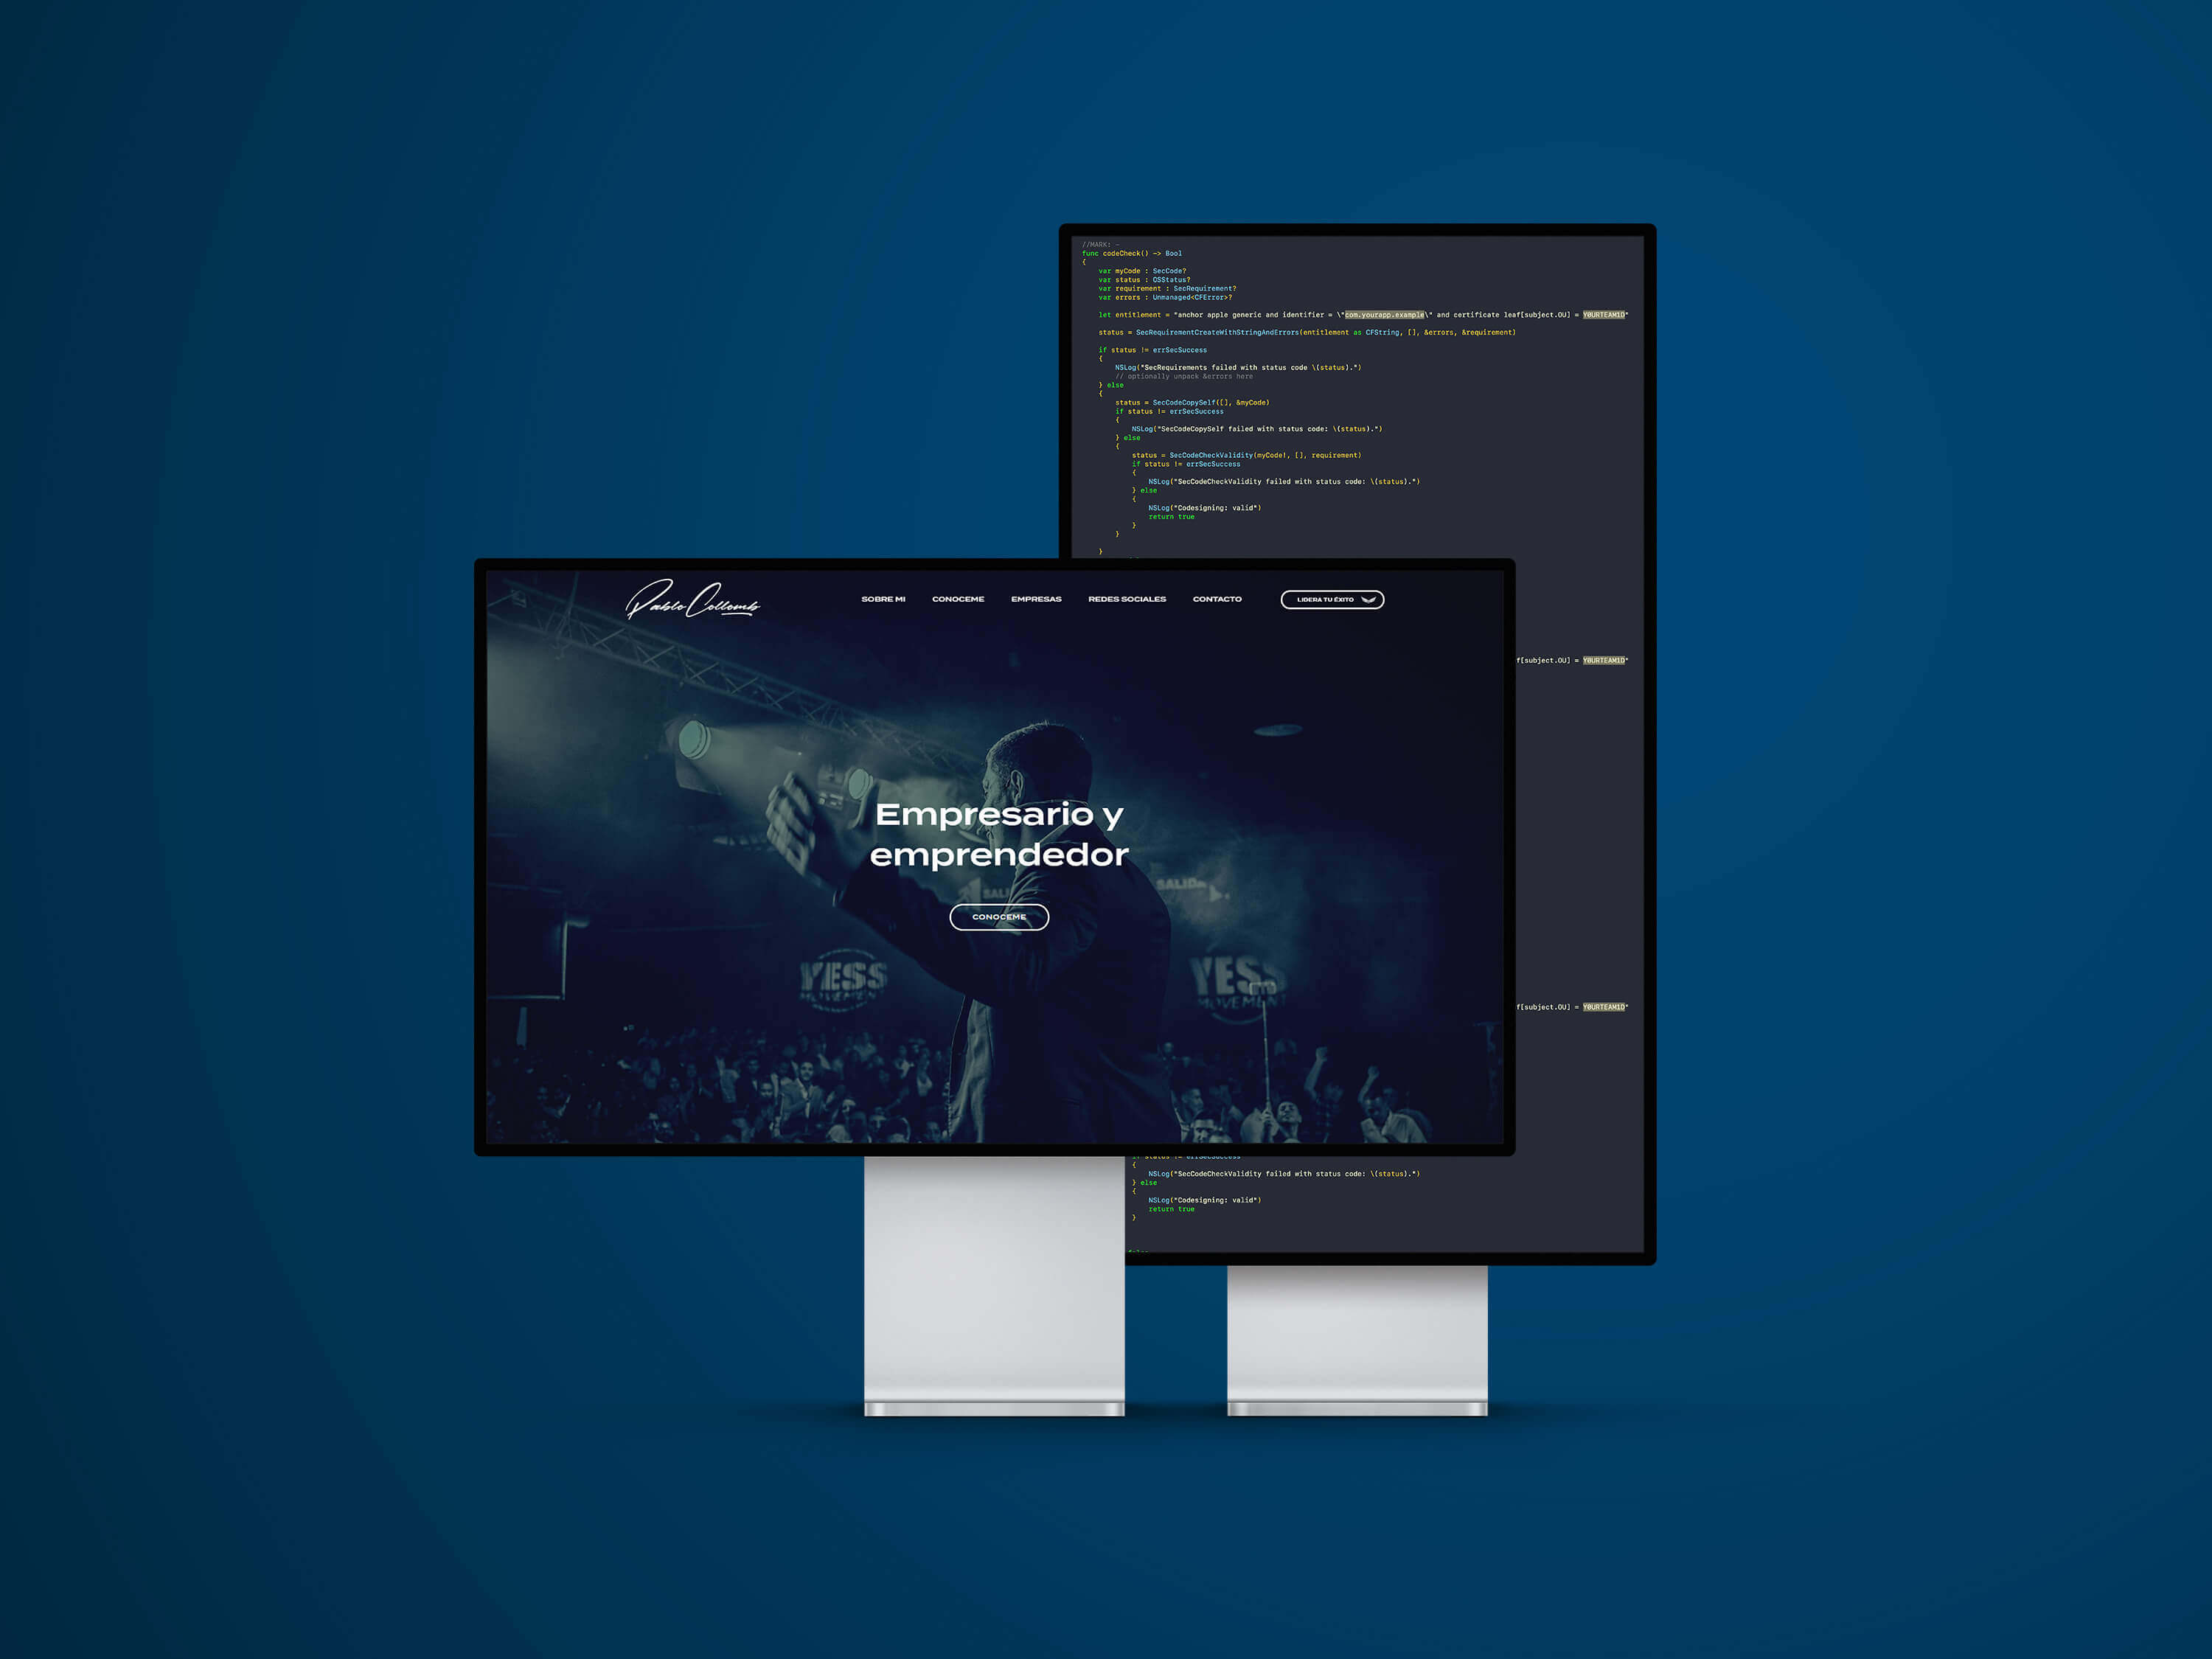 //MARK: -
func codeCheck() -> Bool
{
var myCode : SecCode?
var status : OSStatus?
var requirement : SecRequirement?
var errors : Unmanaged<CFError>?
let entitlement = "anchor apple generic and identifier = \"com.yourapp.example\" and certificate leaf[subject.OU] = Y0URTEAM1D"
status = SecRequirementCreateWithStringAndErrors(entitlement as CFString, [], &errors, &requirement)
if status != errSecSuccess
{
NSLog("SecRequirements failed with status code \(status).")
// optionally unpack &errors here
} else
{
status = SecCodeCopySelf([], &myCode)
if status != errSecSuccess
{
NSLog("SecCodeCopySelf failed with status code: \(status).")
} else
{
status = SecCodeCheckValidity(myCode!, [], requirement)
if status != errSecSuccess
{
NSLog("SecCodeCheckValidity failed with status code: \(status).")
} else
{
NSLog("Codesigning: valid")
return true
}
}
}
Pablo Collomb
SOBRE MI CONOCEME EMPRESAS REDES SOCIALES CONTACTO LIDERA TU ÉXITO
f[subject.OU] = Y0URTEAM1D"
Empresario y
emprendedor
SALIDA
CONOCEME
YESS
MOVEMENT
YESS
MOVEMENT
f[subject.OU] = Y0URTEAM1D"
if status != errSecSuccess
{
NSLog("SecCodeCheckValidity failed with status code: \(status).")
} else
{
NSLog("Codesigning: valid")
return true
}